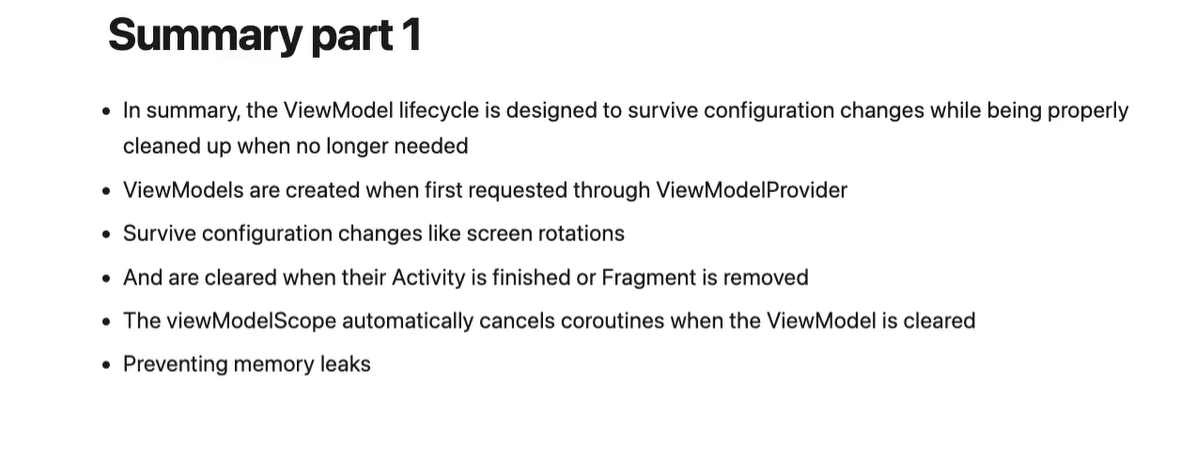 Summary part 1
• In summary, the ViewModel lifecycle is designed to survive configuration changes while being properly
cleaned up when no longer needed
• ViewModels are created when first requested through ViewModelProvider
• Survive configuration changes like screen rotations
• And are cleared when their Activity is finished or Fragment is removed
• The viewModelScope automatically cancels coroutines when the ViewModel is cleared
• Preventing memory leaks